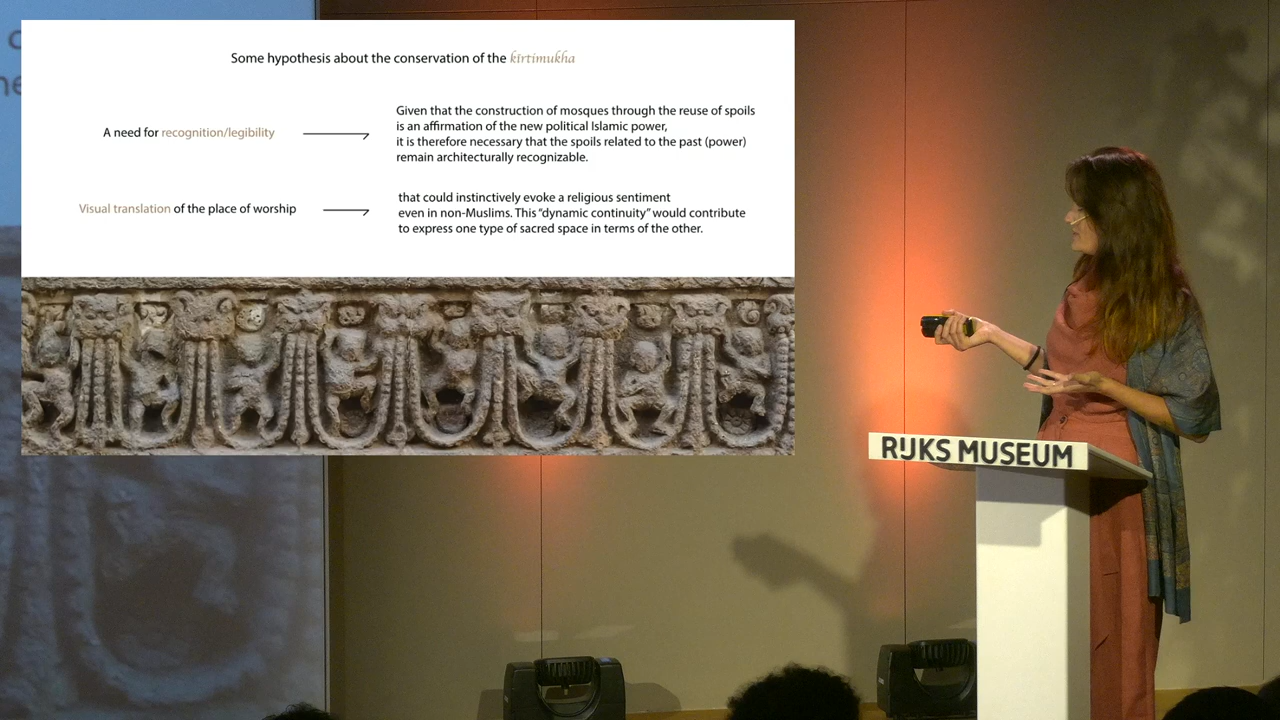 Some hypothesis about the conservation of the kīrtimukha
A need for recognition/legibility
Given that the construction of mosques through the reuse of spoils
is an affirmation of the new political Islamic power,
it is therefore necessary that the spoils related to the past (power)
remain architecturally recognizable.
Visual translation of the place of worship
that could instinctively evoke a religious sentiment
even in non-Muslims. This “dynamic continuity” would contribute
to express one type of sacred space in terms of the other.
RIJKS MUSEUM